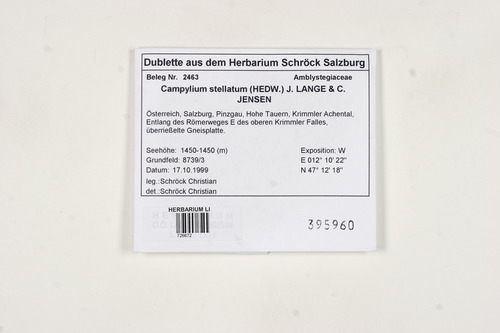 Dublette aus dem Herbarium Schröck Salzburg
Beleg Nr. 2463 Amblystegiaceae
Campylium stellatum (HEDW.) J. LANGE & C.
JENSEN
Österreich, Salzburg, Pinzgau, Hohe Tauern, Krimmler Achental,
Entlang des Römerweges E des oberen Krimmler Falles,
überrießelte Gneisplatte.
Seehöhe: 1450-1450 (m) Exposition: W
Grundfeld: 8739/3 E 012° 10' 22"
Datum: 17.10.1999 N 47° 12' 18"
leg.:Schröck Christian
det.:Schröck Christian
HERBARIUM LI
726672
395960